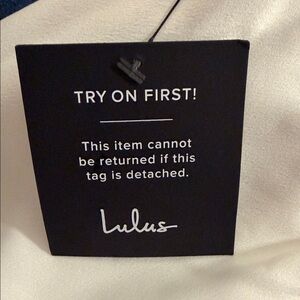 TRY ON FIRST!
This item cannot
be returned if this
tag is detached.
Lulus